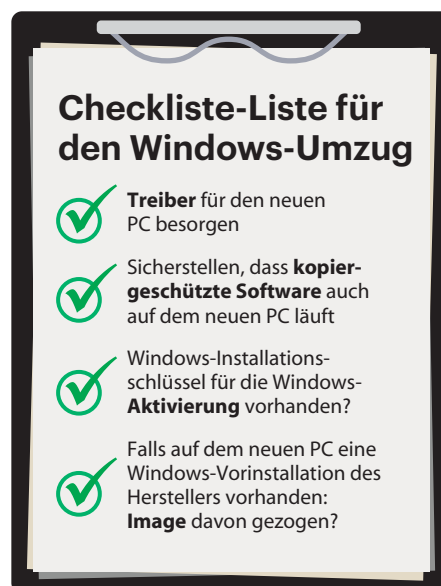 Checkliste-Liste für
den Windows-Umzug
Treiber für den neuen
PC besorgen
Sicherstellen, dass kopier-
geschützte Software auch
auf dem neuen PC läuft
Windows-Installations-
schlüssel für die Windows-
Aktivierung vorhanden?
Falls auf dem neuen PC eine
Windows-Vorinstallation des
Herstellers vorhanden:
Image davon gezogen?